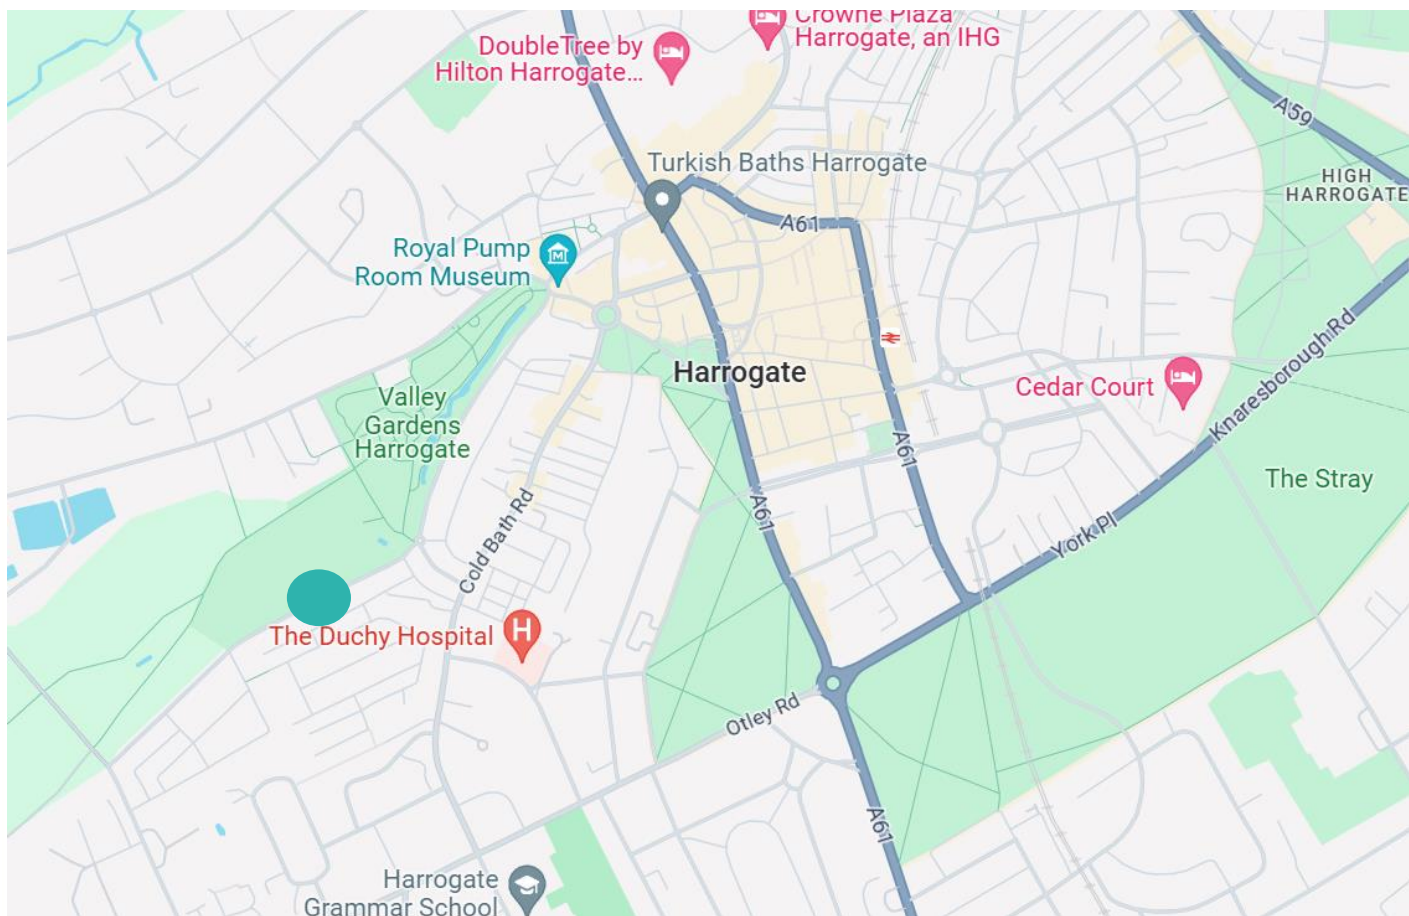 Crowne Plaza
Harrogate, an IHG
DoubleTree by
Hilton Harrogate...
A59
Turkish Baths Harrogate
HIGH
HARROGATE
A61
Royal Pump
Room Museum
M
Knaresborough Rd
Harrogate
Cedar Court
Valley
Gardens
Harrogate
A61
The Stray
A61
Cold Bath Rd
York Pl
The Duchy Hospital
H
Otley Rd
A61
Harrogate
Grammar School